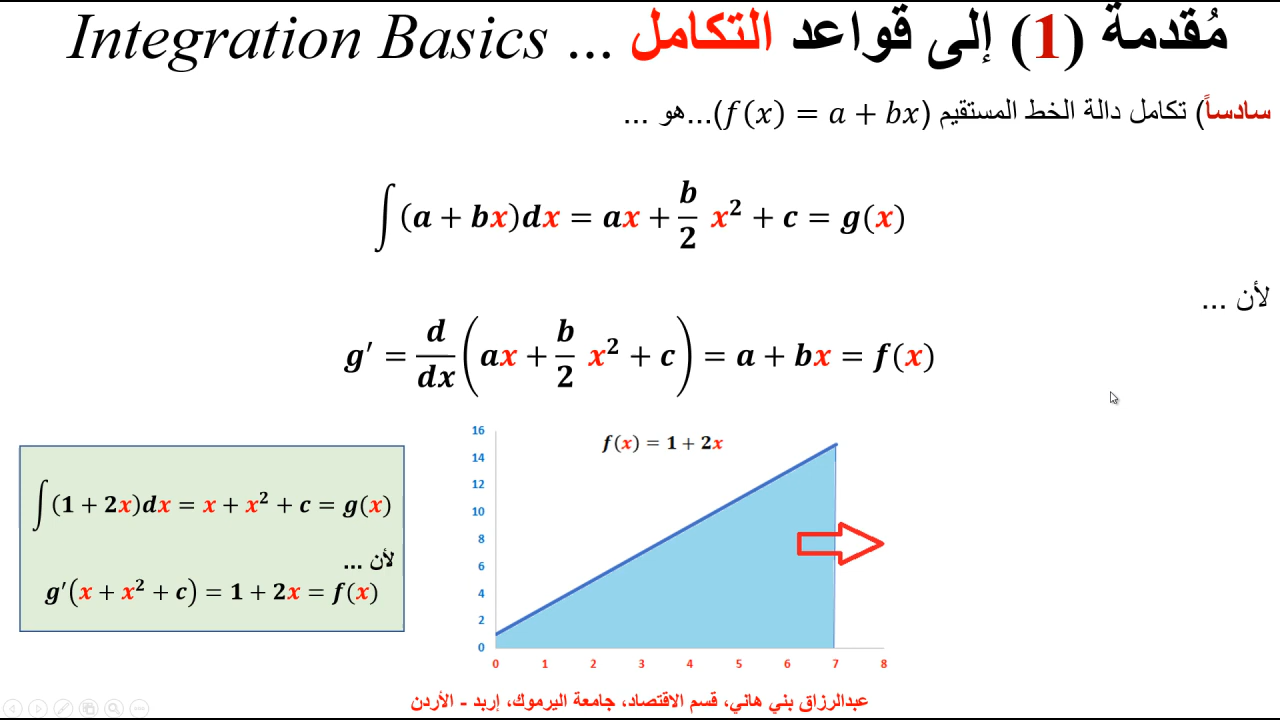 مُقدمة (1) إلى قواعد التكامل ... Integration Basics
سادساً) تكامل دالة الخط المستقيم (f(x) = a + bx)...هو ...
∫(a + bx)dx = ax + b/2 x² + c = g(x)
لأن ...
g′ = d/dx (ax + b/2 x² + c) = a + bx = f(x)
∫(1 + 2x)dx = x + x² + c = g(x)
لأن ...
g′(x + x² + c) = 1 + 2x = f(x)
f(x) = 1 + 2x
16
14
12
10
8
6
4
2
0
0 1 2 3 4 5 6 7 8
عبدالرزاق بني هاني، قسم الاقتصاد، جامعة اليرموك، إربد - الأردن